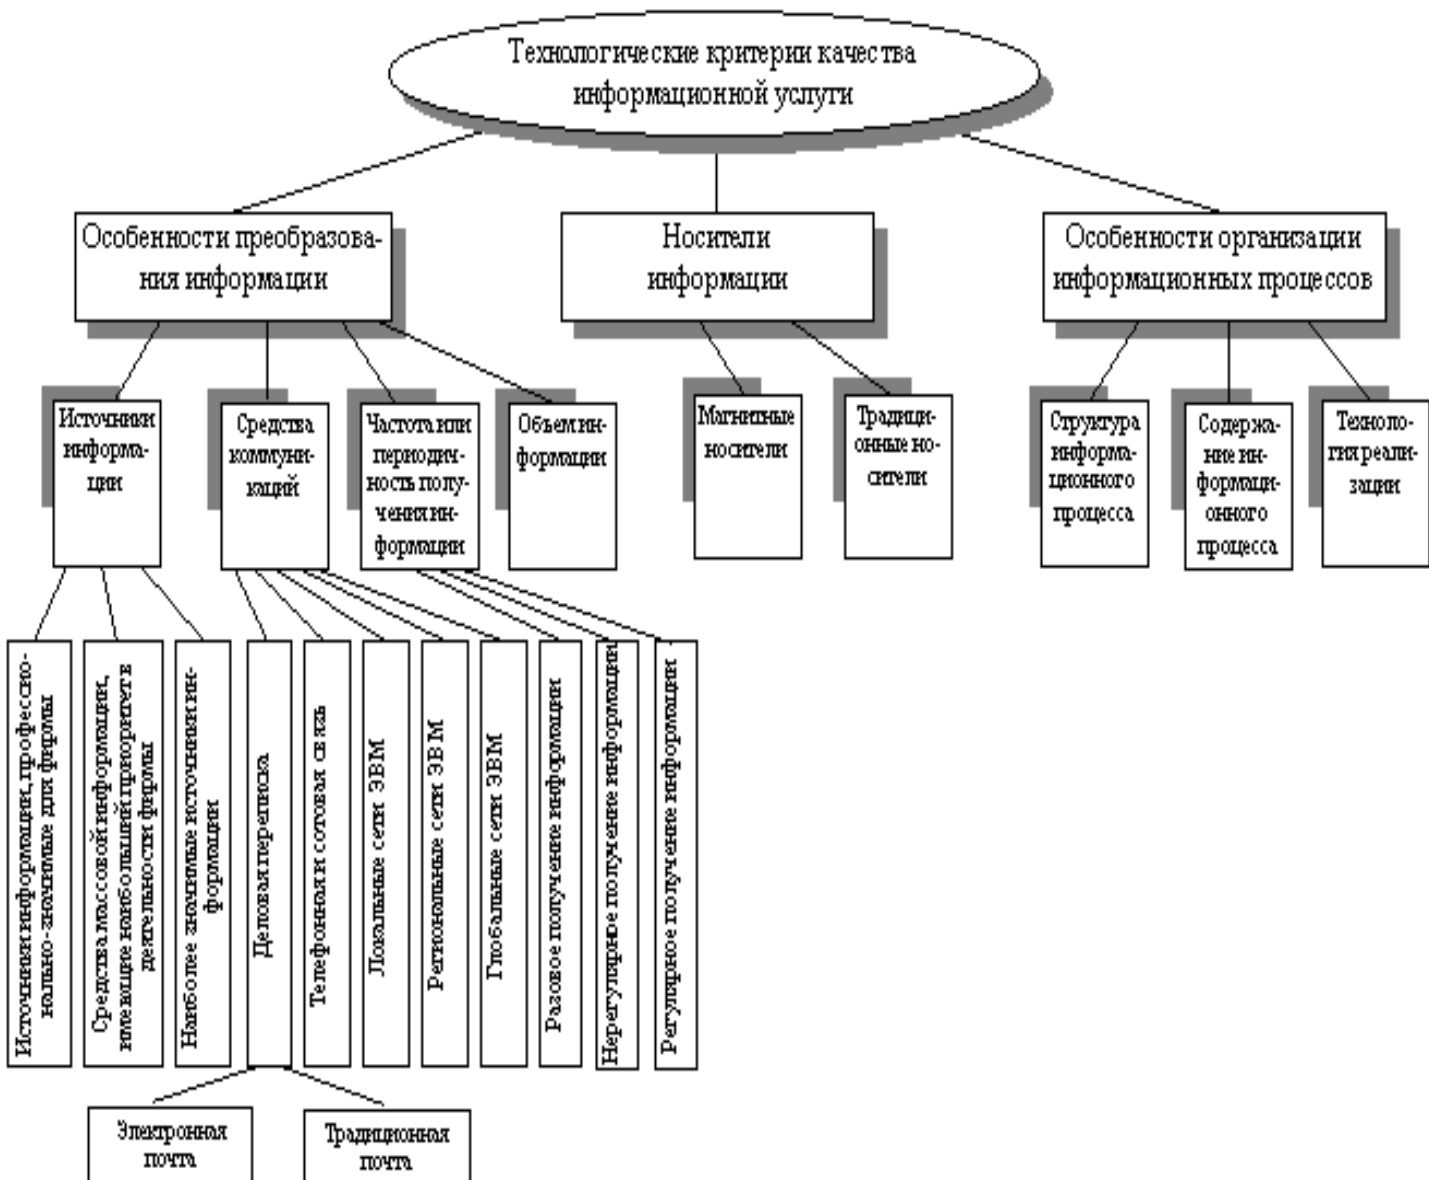 Технологические критерии качества
информационной услуги
Особенности преобразова-
ния информации
Носители
информации
Особенности организации
информационных процессов
Источники
информа-
ции
Средства
коммуни-
каций
Частота или
периодич-
ность полу-
чения ин-
формации
Объем ин-
формации
Магнитные
носители
Традици-
онные но-
сители
Структура
информа-
ционного
процесса
Содержа-
ние ин-
формаци-
онного
процесса
Техноло-
гия реали-
зации
Источники информации, профессио-
нально-значимые для фирмы
Средства массовой информации,
имеющие наибольший приоритет в
деятельности фирмы
Наиболее значимые источники ин-
формации
Деловая переписка
Телефонная и сотовая связь
Локальные сети ЭВМ
Региональные сети ЭВМ
Глобальные сети ЭВМ
Разовое получение информации
Нерегулярное получение информации
Регулярное получение информации
Электронная
почта
Традиционная
почта